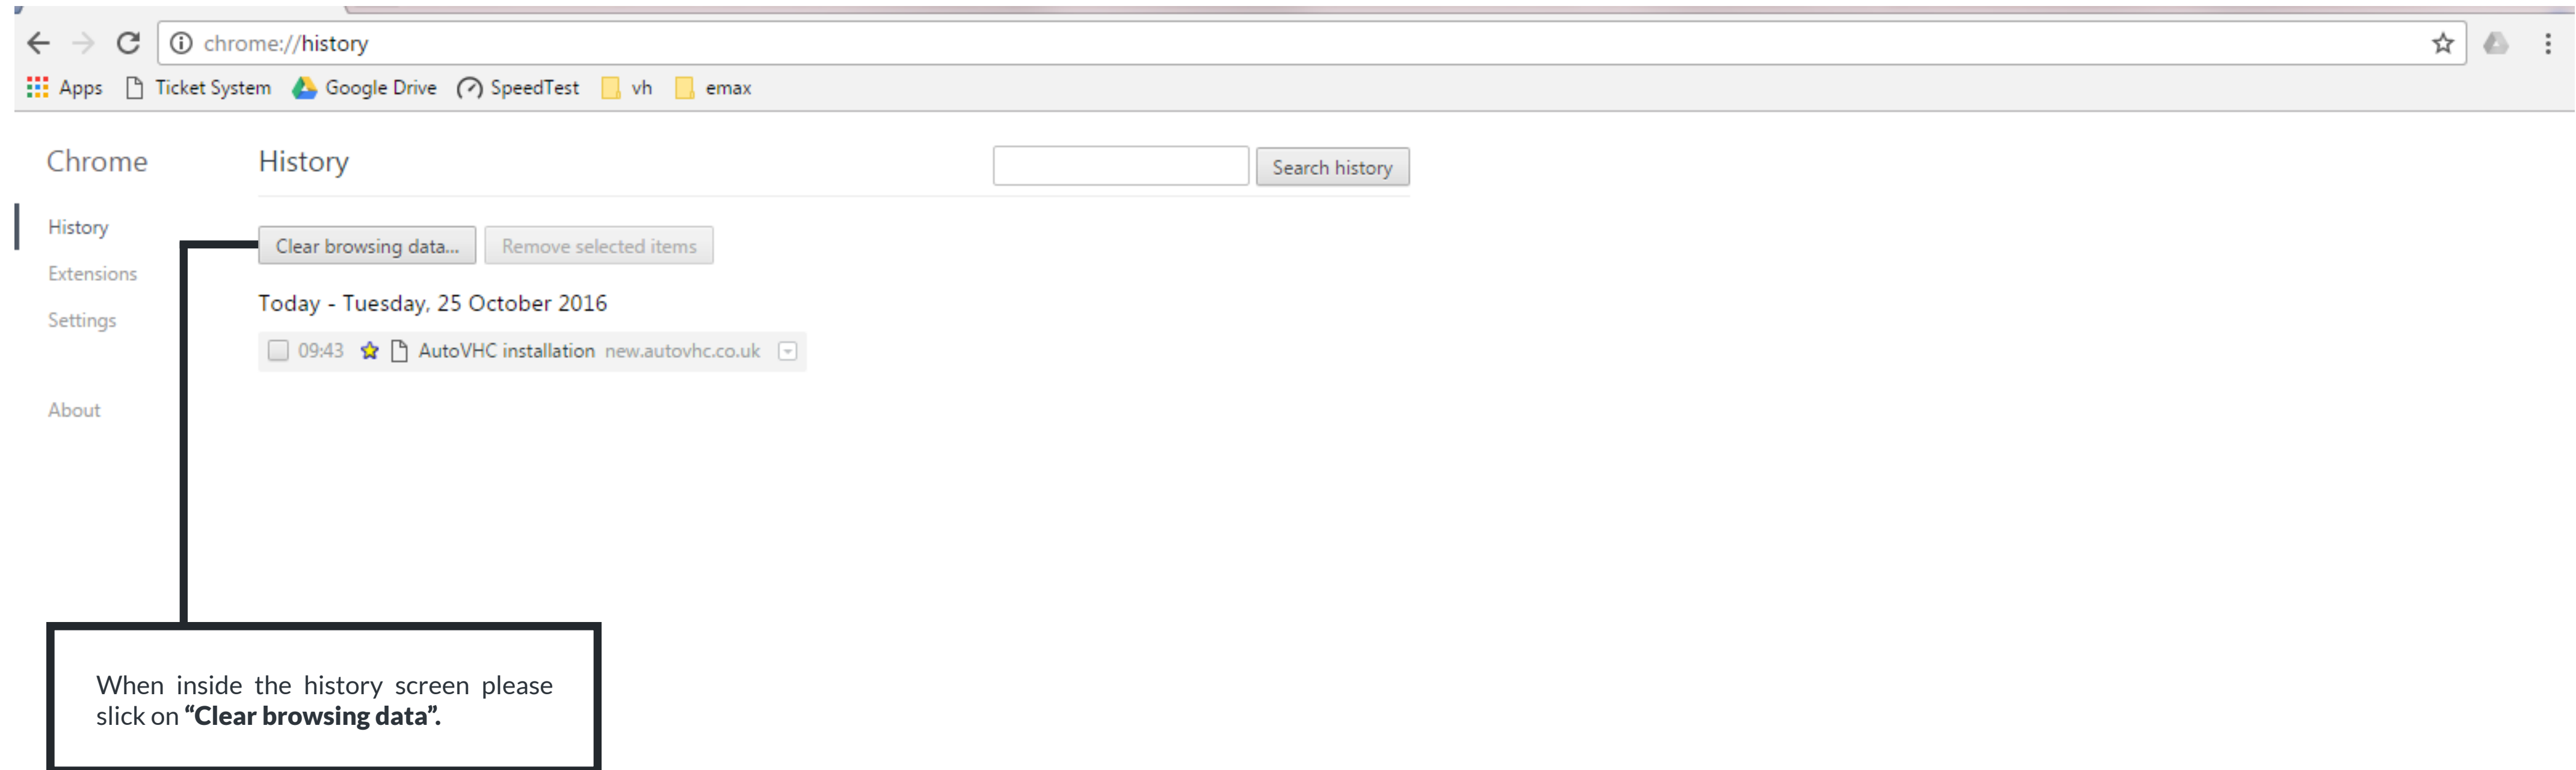 chrome://history
Apps Ticket System Google Drive SpeedTest vh emax
Chrome
History
Search history
History
Extensions
Settings
About
Clear browsing data... Remove selected items
Today - Tuesday, 25 October 2016
09:43 AutoVHC installation new.autovhc.co.uk
When inside the history screen please
slick on “Clear browsing data”.